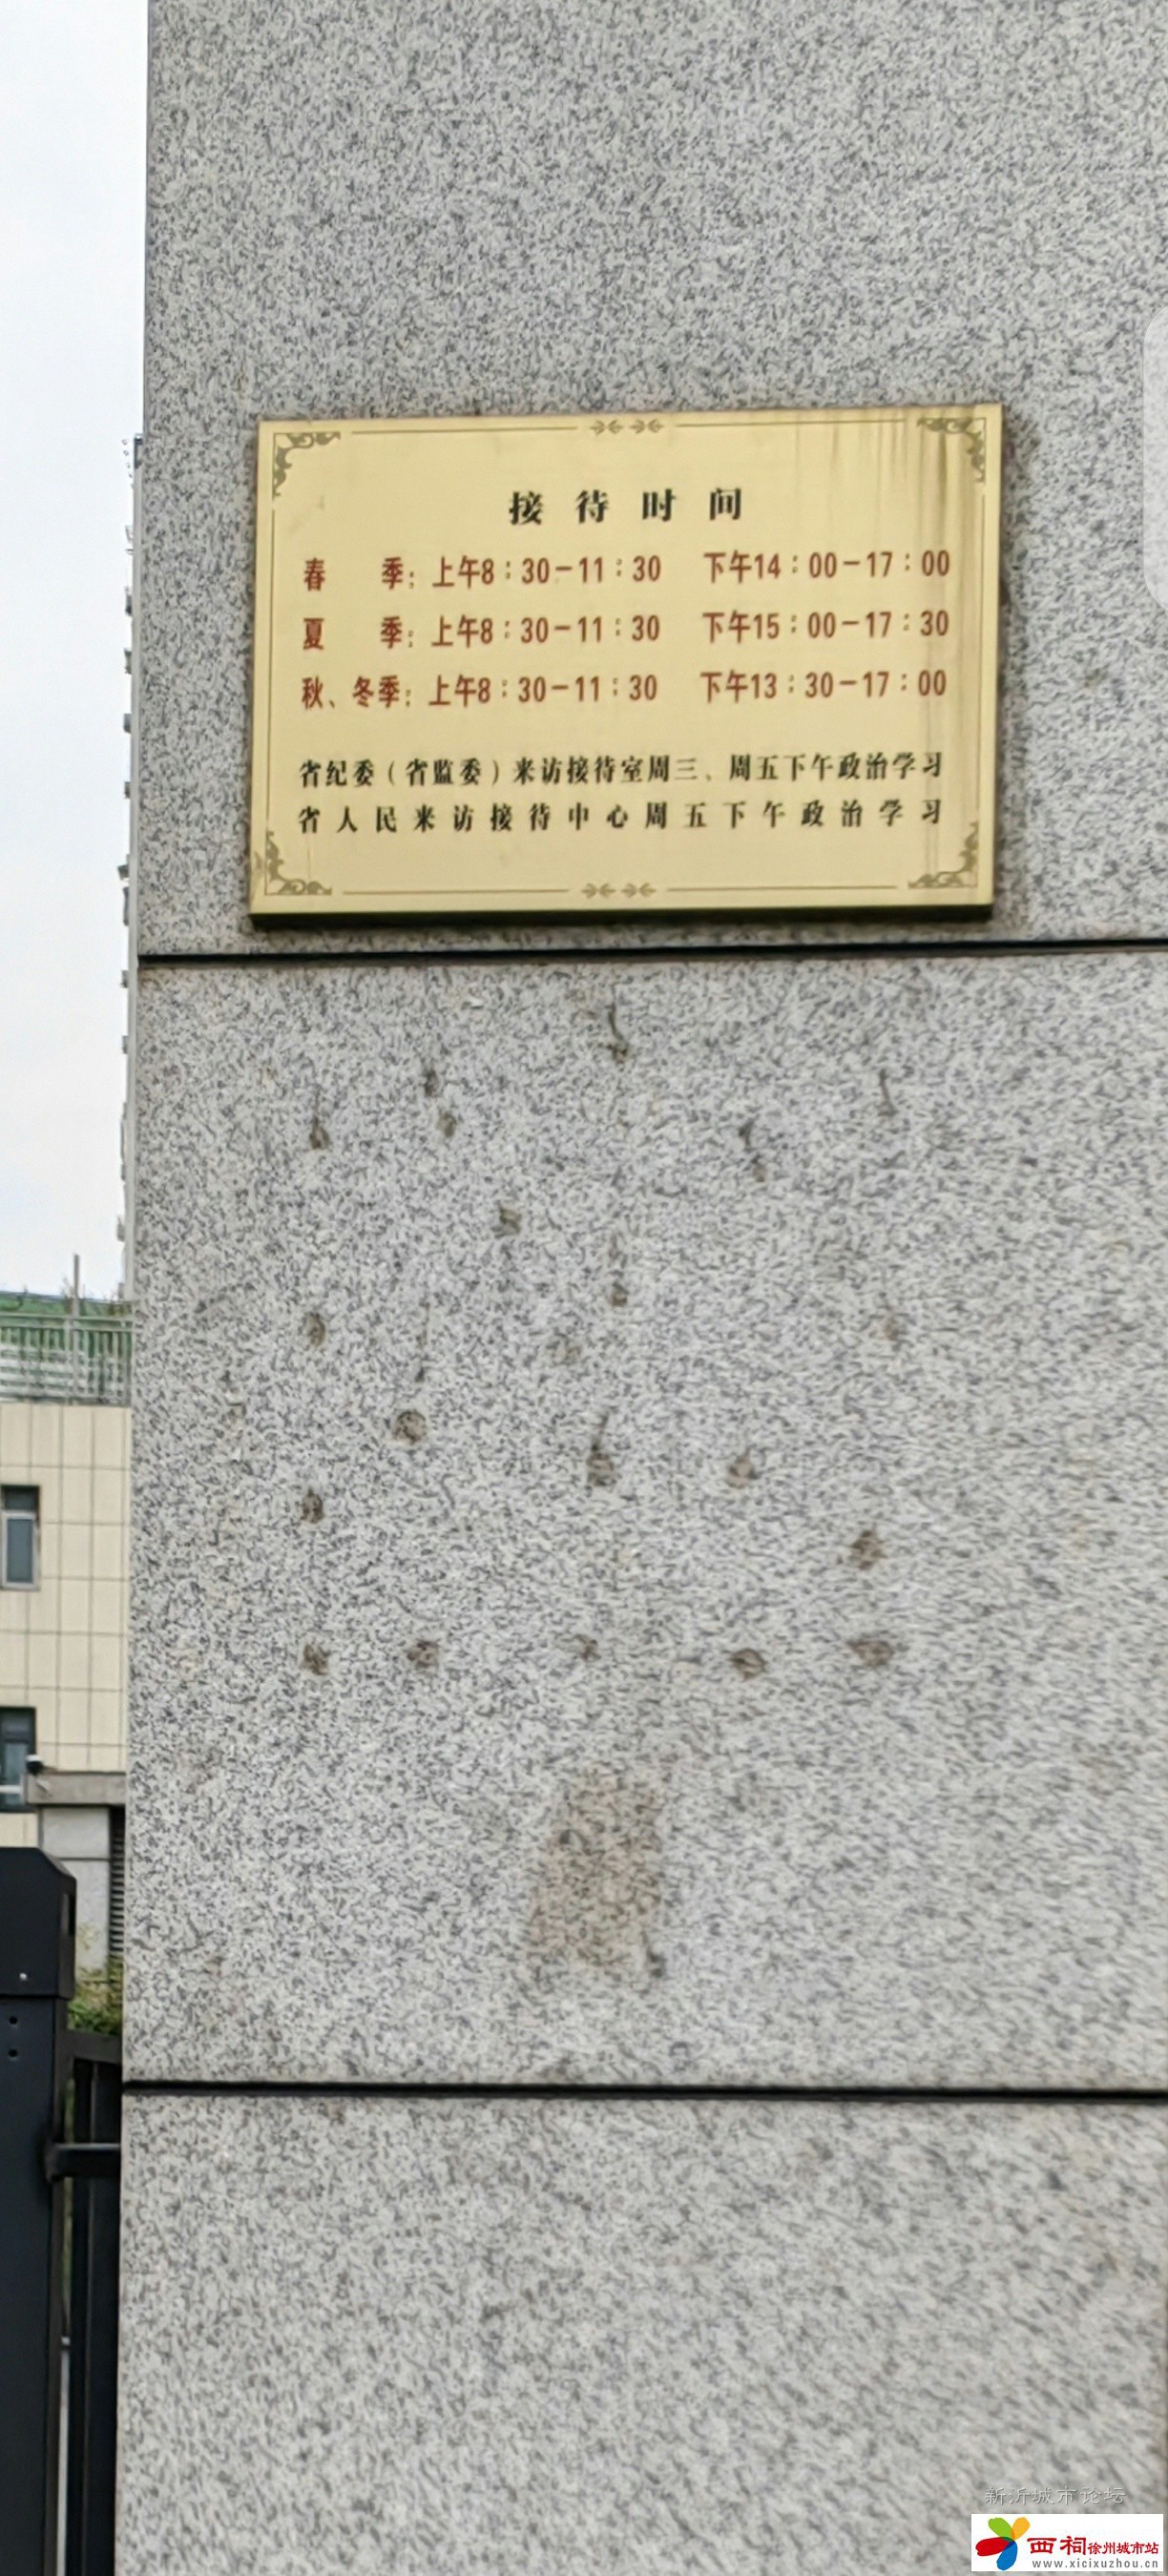 接待时间
春 季：上午8：30－11：30 下午14：00－17：00
夏 季：上午8：30－11：30 下午15：00－17：30
秋、冬季：上午8：30－11：30 下午13：30－17：00
省纪委（省监委）来访接待室周三、周五下午政治学习
省人民来访接待中心周五下午政治学习
新沂城市论坛
西祠徐州城市站
www.xicixuzhou.cn